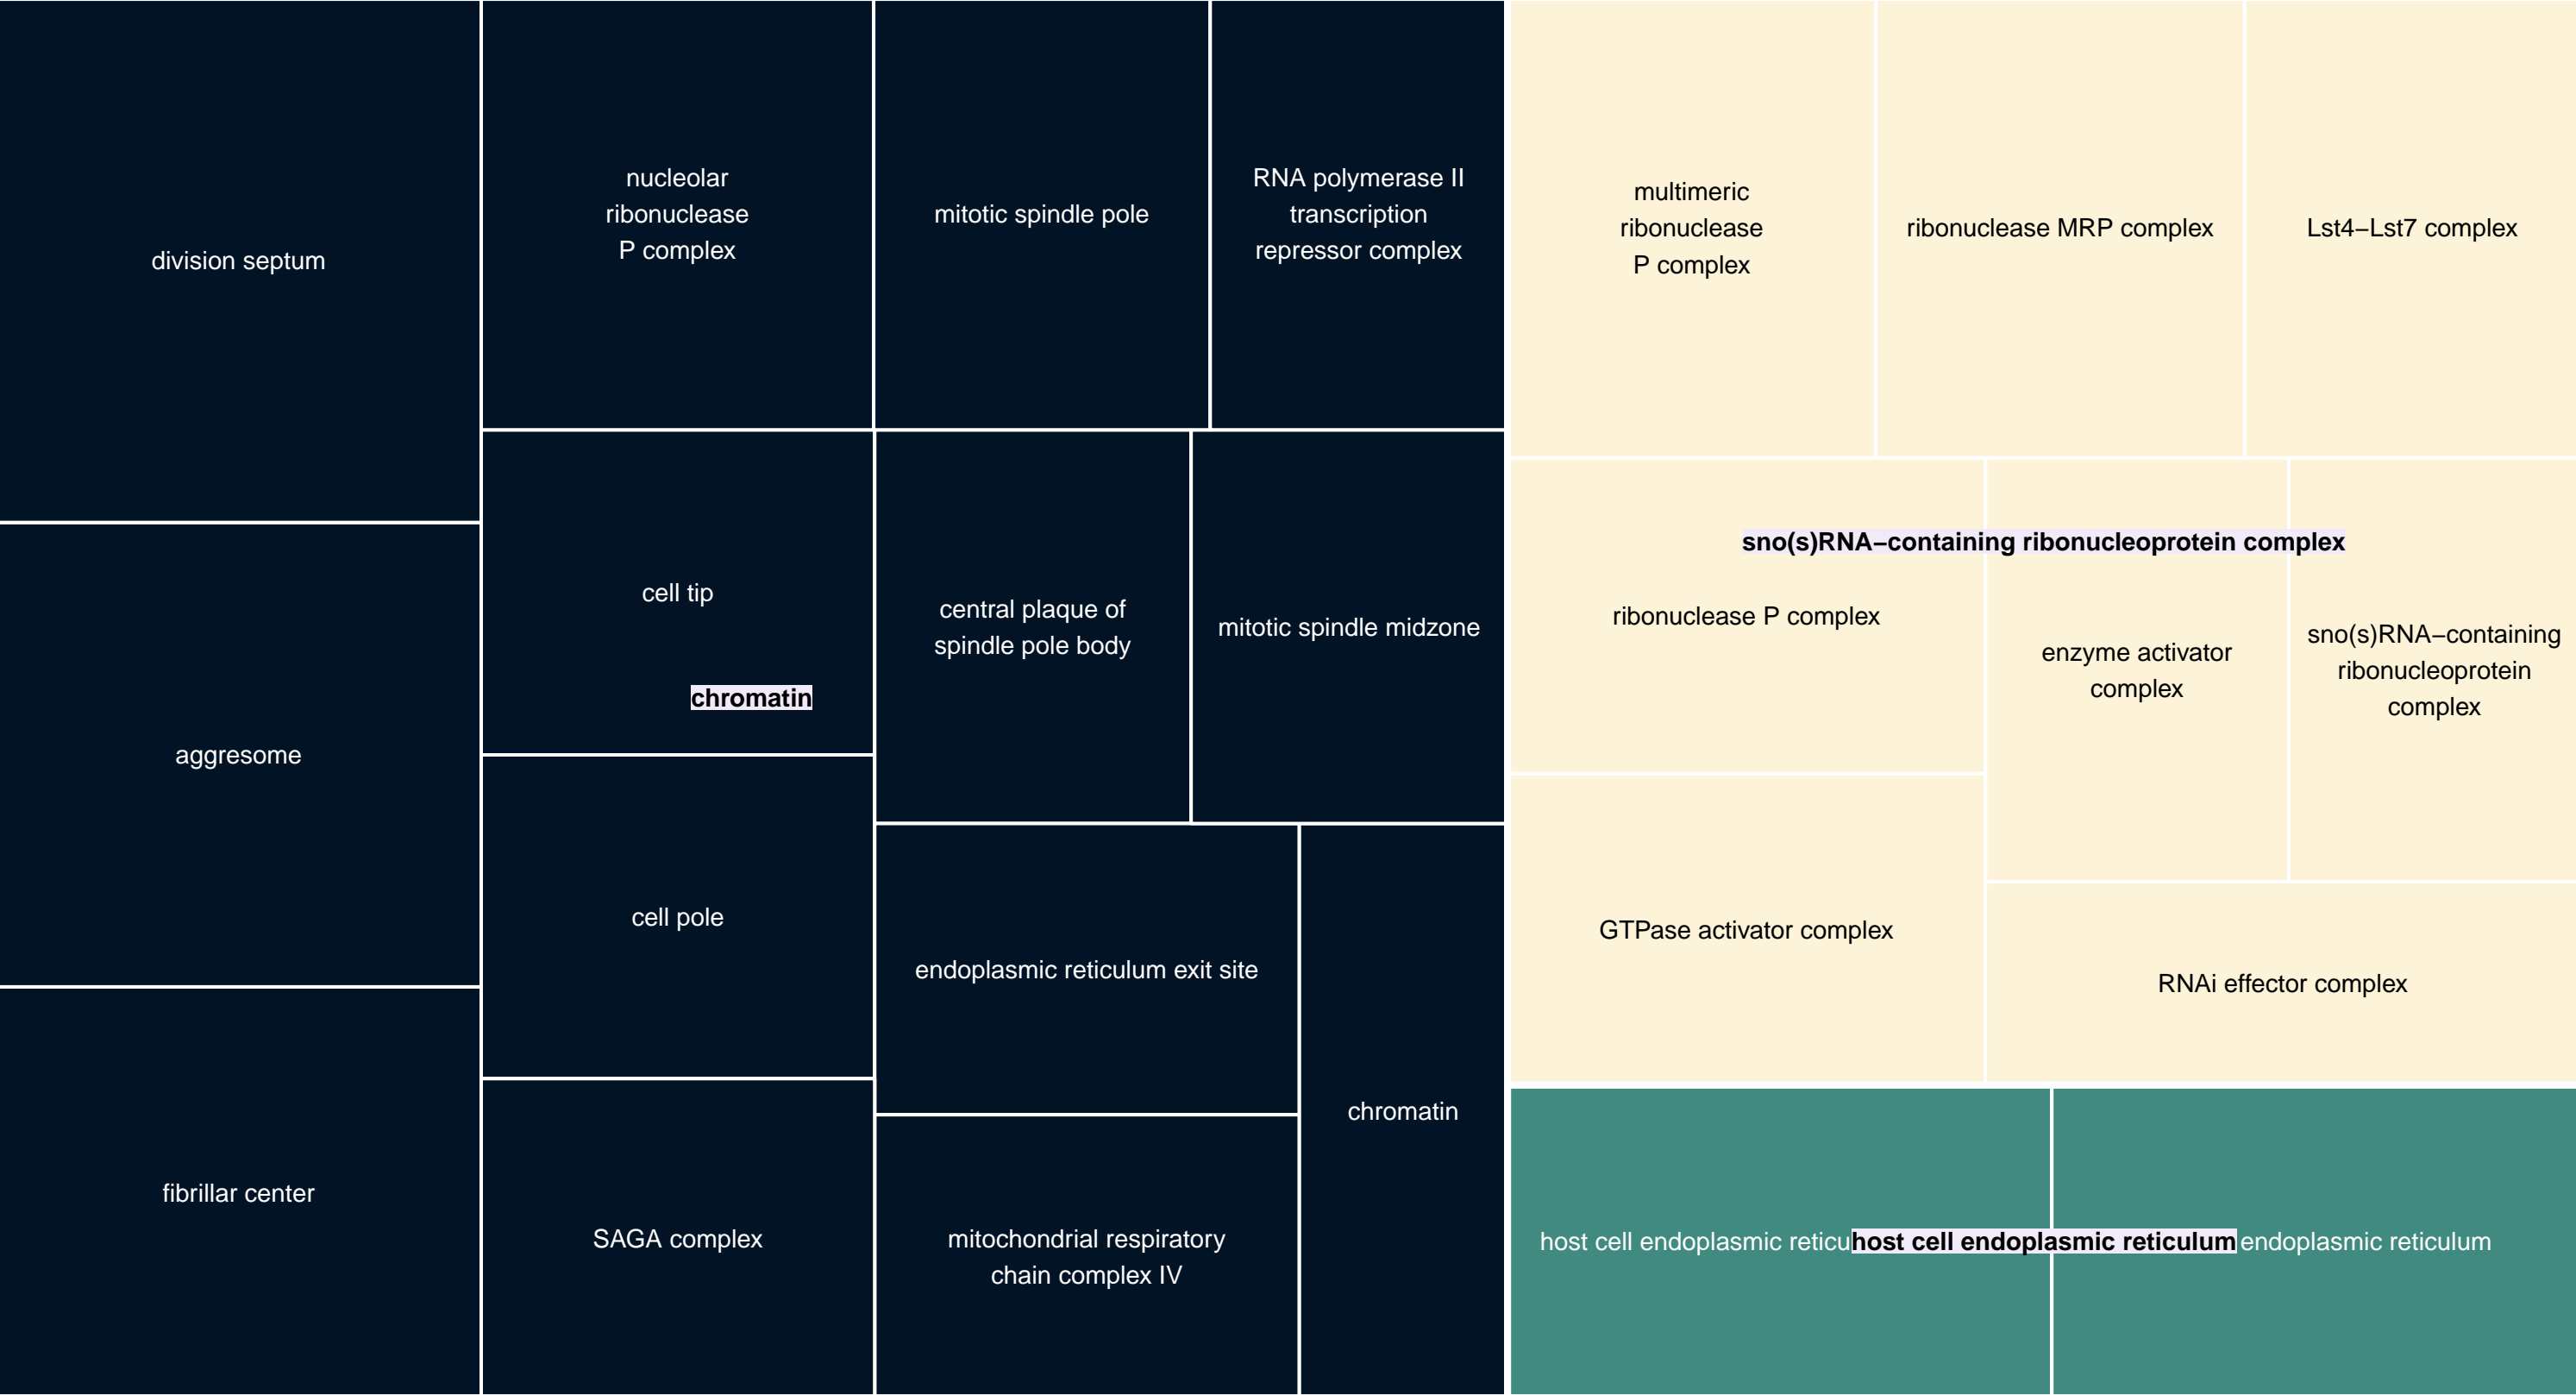 division septum
nucleolar
ribonuclease
P complex
mitotic spindle pole
RNA polymerase II
transcription
repressor complex
multimeric
ribonuclease
P complex
ribonuclease MRP complex
Lst4−Lst7 complex
cell tip
chromatin
central plaque of
spindle pole body
mitotic spindle midzone
sno(s)RNA−containing ribonucleoprotein complex
ribonuclease P complex
enzyme activator
complex
sno(s)RNA−containing
ribonucleoprotein
complex
aggresome
cell pole
endoplasmic reticulum exit site
chromatin
GTPase activator complex
RNAi effector complex
fibrillar center
SAGA complex
mitochondrial respiratory
chain complex IV
host cell endoplasmic
host cell endoplasmic reticulum
endoplasmic reticulum